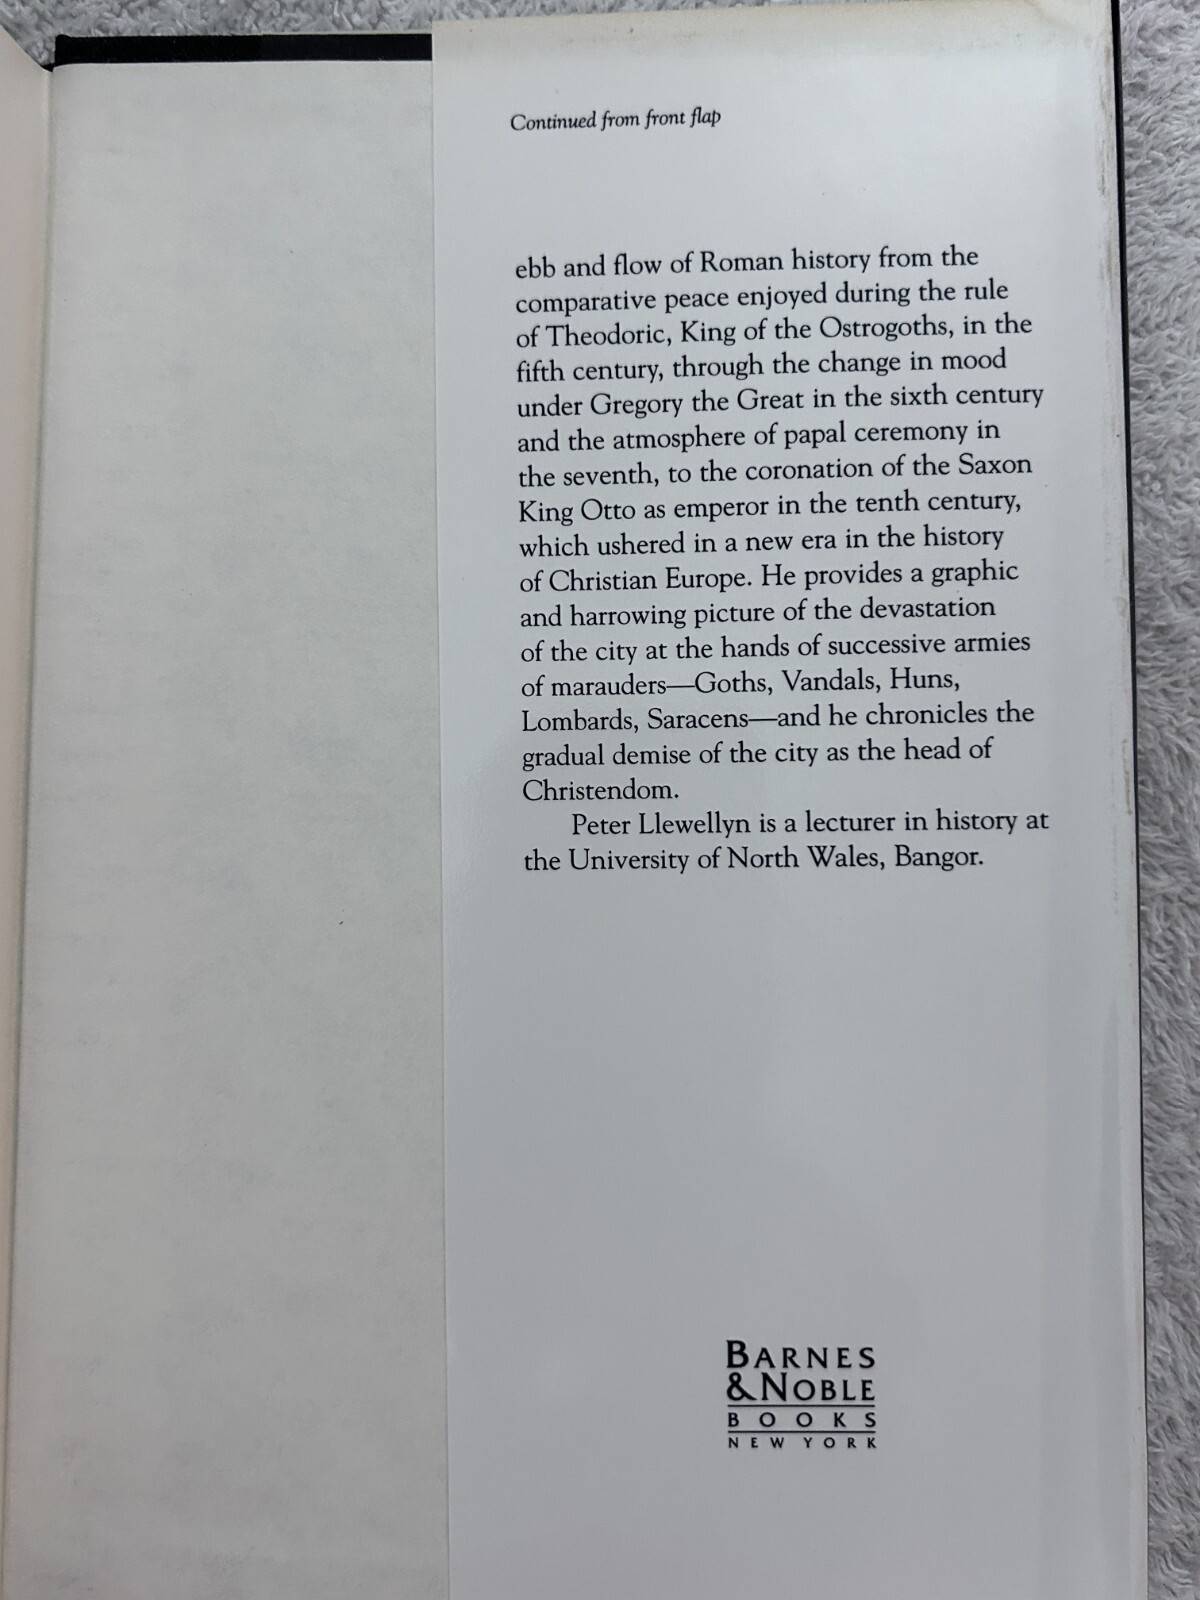 Continued from front flap
ebb and flow of Roman history from the
comparative peace enjoyed during the rule
of Theodoric, King of the Ostrogoths, in the
fifth century, through the change in mood
under Gregory the Great in the sixth century
and the atmosphere of papal ceremony in
the seventh, to the coronation of the Saxon
King Otto as emperor in the tenth century,
which ushered in a new era in the history
of Christian Europe. He provides a graphic
and harrowing picture of the devastation
of the city at the hands of successive armies
of marauders—Goths, Vandals, Huns,
Lombards, Saracens—and he chronicles the
gradual demise of the city as the head of
Christendom.
Peter Llewellyn is a lecturer in history at
the University of North Wales, Bangor.
BARNES
&NOBLE
BOOKS
NEW YORK